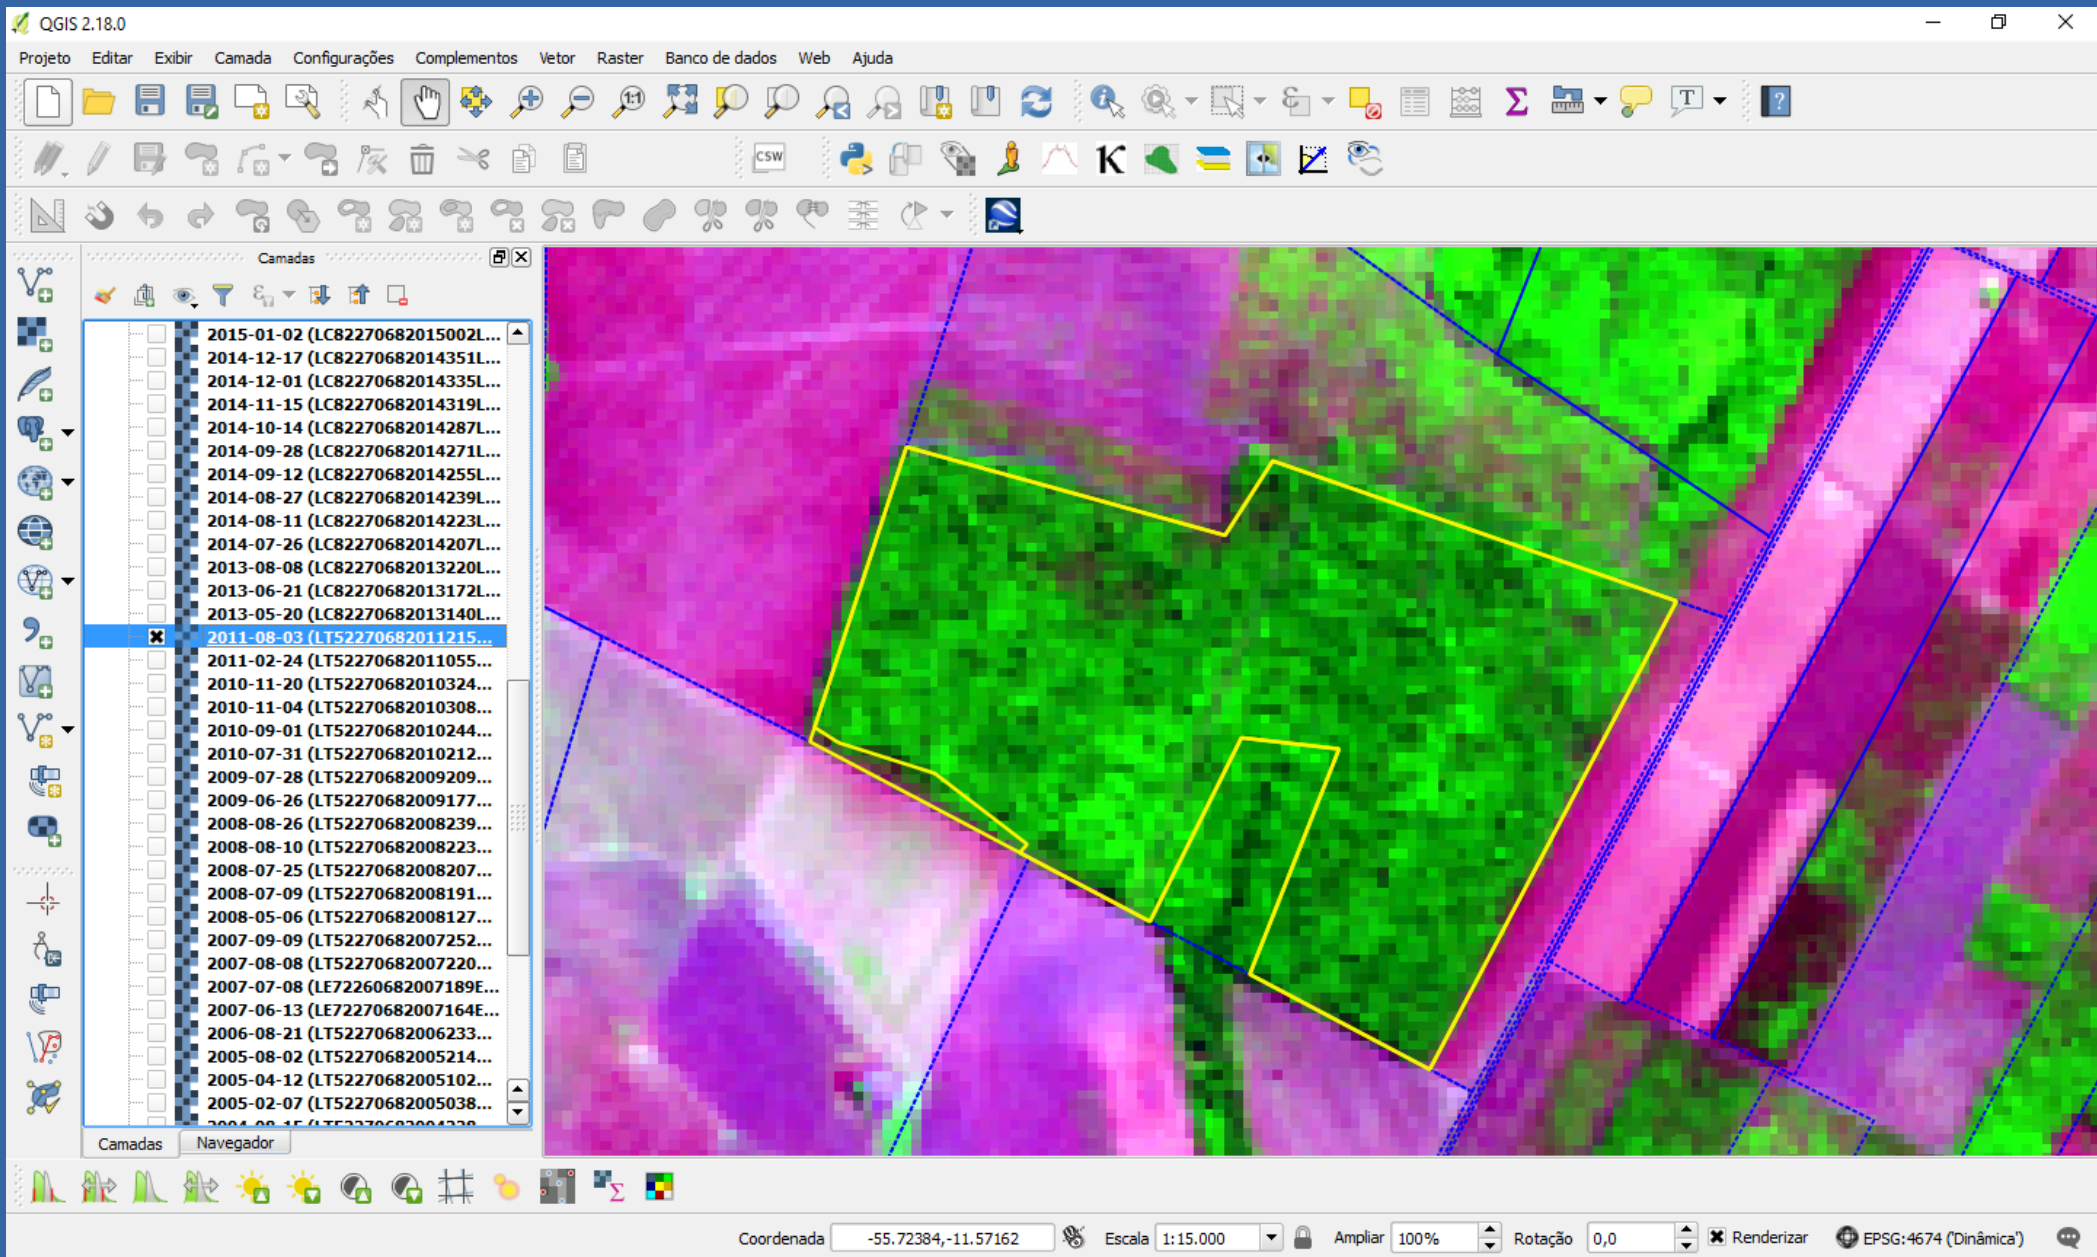 QGIS 2.18.0
Projeto Editar Exibir Camada Configurações Complementos Vetor Raster Banco de dados Web Ajuda
1:1
T
?
CSW
K
Camadas
2015-01-02 (LC82270682015002L...
2014-12-17 (LC82270682014351L...
2014-12-01 (LC82270682014335L...
2014-11-15 (LC82270682014319L...
2014-10-14 (LC82270682014287L...
2014-09-28 (LC82270682014271L...
2014-09-12 (LC82270682014255L...
2014-08-27 (LC82270682014239L...
2014-08-11 (LC82270682014223L...
2014-07-26 (LC82270682014207L...
2013-08-08 (LC82270682013220L...
2013-06-21 (LC82270682013172L...
2013-05-20 (LC82270682013140L...
2011-08-03 (LT52270682011215...
2011-02-24 (LT52270682011055...
2010-11-20 (LT52270682010324...
2010-11-04 (LT52270682010308...
2010-09-01 (LT52270682010244...
2010-07-31 (LT52270682010212...
2009-07-28 (LT52270682009209...
2009-06-26 (LT52270682009177...
2008-08-26 (LT52270682008239...
2008-08-10 (LT52270682008223...
2008-07-25 (LT52270682008207...
2008-07-09 (LT52270682008191...
2008-05-06 (LT52270682008127...
2007-09-09 (LT52270682007252...
2007-08-08 (LT52270682007220...
2007-07-08 (LE72260682007189E...
2007-06-13 (LE72270682007164E...
2006-08-21 (LT52270682006233...
2005-08-02 (LT52270682005214...
2005-04-12 (LT52270682005102...
2005-02-07 (LT52270682005038...
Camadas Navegador
Coordenada -55.72384,-11.57162 Escala 1:15.000 Ampliar 100% Rotação 0,0 Renderizar EPSG:4674 ('Dinâmica')